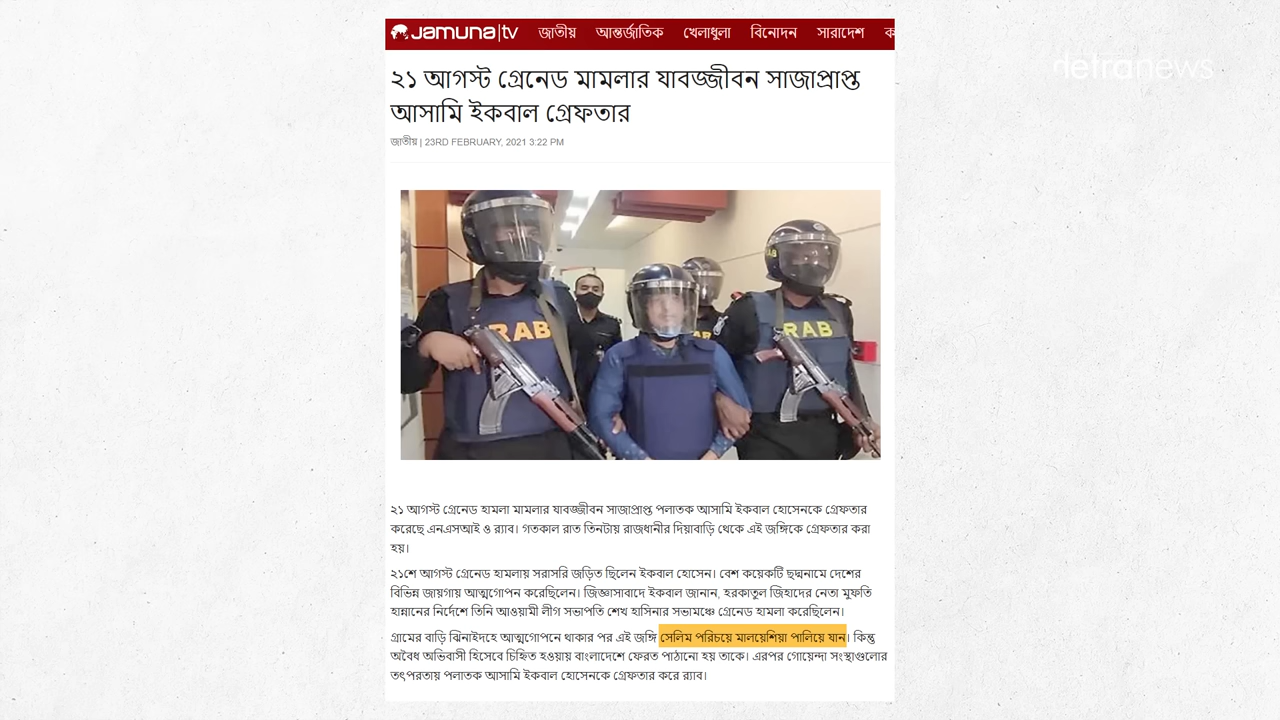 Jamuna|tv জাতীয় আন্তর্জাতিক খেলাধুলা বিনোদন সারাদেশ
netranews
২১ আগস্ট গ্রেনেড মামলার যাবজ্জীবন সাজাপ্রাপ্ত
আসামি ইকবাল গ্রেফতার
জাতীয় | 23RD FEBRUARY, 2021 3:22 PM
RAB
RAB
২১ আগস্ট গ্রেনেড হামলা মামলার যাবজ্জীবন সাজাপ্রাপ্ত পলাতক আসামি ইকবাল হোসেনকে গ্রেফতার
করেছে এনএসআই ও র‍্যাব। গতকাল রাত তিনটায় রাজধানীর দিয়াবাড়ি থেকে এই জঙ্গিকে গ্রেফতার করা
হয়।
২১শে আগস্ট গ্রেনেড হামলায় সরাসরি জড়িত ছিলেন ইকবাল হোসেন। বেশ কয়েকটি ছদ্মনামে দেশের
বিভিন্ন জায়গায় আত্মগোপন করেছিলেন। জিজ্ঞাসাবাদে ইকবাল জানান, হরকাতুল জিহাদের নেতা মুফতি
হান্নানের নির্দেশে তিনি আওয়ামী লীগ সভাপতি শেখ হাসিনার সভামঞ্চে গ্রেনেড হামলা করেছিলেন।
গ্রামের বাড়ি ঝিনাইদহে আত্মগোপনে থাকার পর এই জঙ্গি সেলিম পরিচয়ে মালয়েশিয়া পালিয়ে যান। কিন্তু
অবৈধ অভিবাসী হিসেবে চিহ্নিত হওয়ায় বাংলাদেশে ফেরত পাঠানো হয় তাকে। এরপর গোয়েন্দা সংস্থাগুলোর
তৎপরতায় পলাতক আসামি ইকবাল হোসেনকে গ্রেফতার করে র‍্যাব।